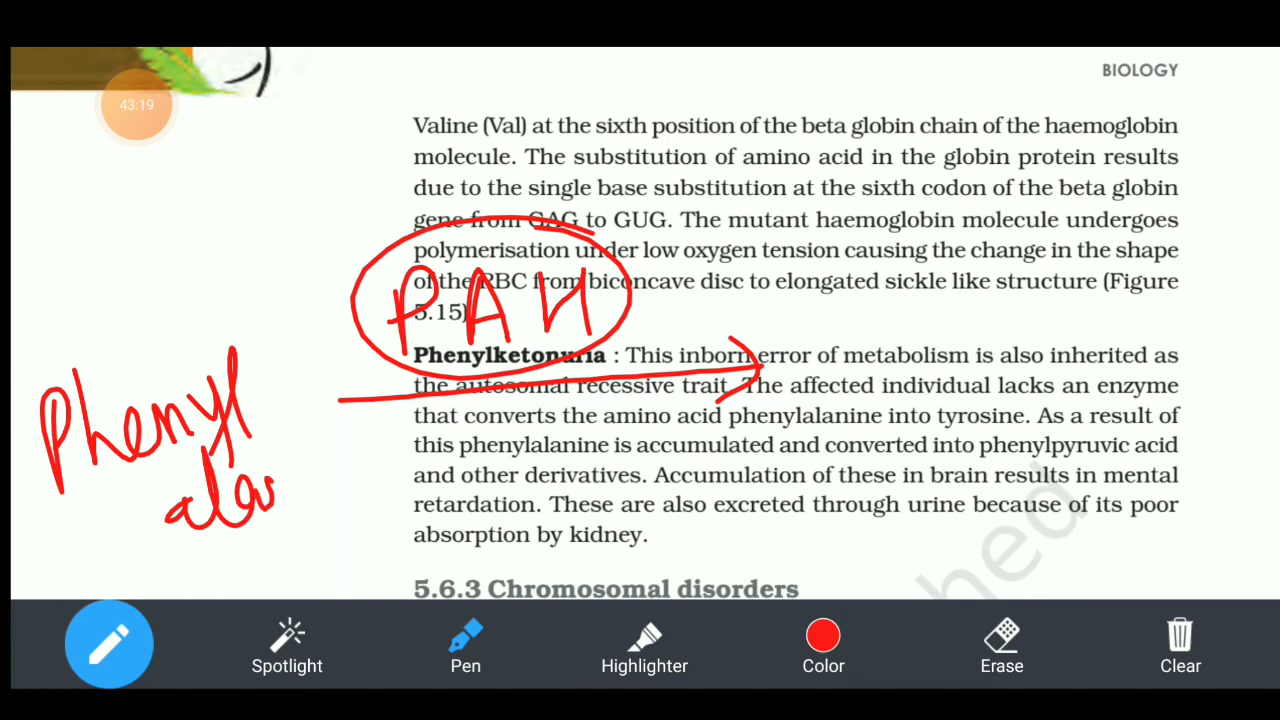 BIOLOGY
43:19
Valine (Val) at the sixth position of the beta globin chain of the haemoglobin
molecule. The substitution of amino acid in the globin protein results
due to the single base substitution at the sixth codon of the beta globin
gene from GAG to GUG. The mutant haemoglobin molecule undergoes
polymerisation under low oxygen tension causing the change in the shape
of the RBC from biconcave disc to elongated sickle like structure (Figure
5.15).
PAH
Phenylketonuria : This inborn error of metabolism is also inherited as
the autosomal recessive trait. The affected individual lacks an enzyme
that converts the amino acid phenylalanine into tyrosine. As a result of
this phenylalanine is accumulated and converted into phenylpyruvic acid
and other derivatives. Accumulation of these in brain results in mental
retardation. These are also excreted through urine because of its poor
absorption by kidney.
Phenyl
hed
5.6.3 Chromosomal disorders
Spotlight
Pen
Highlighter
Color
Erase
Clear